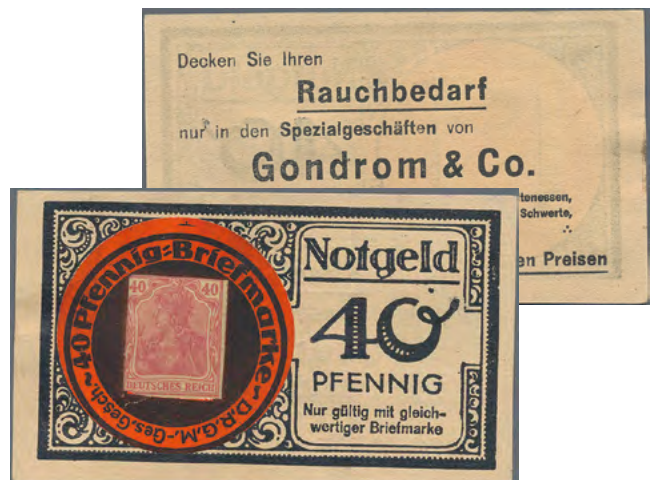 Decken Sie Ihren
Rauchbedarf
nur in den Spezialgeschäften von
Gondrom & Co.
Schwerte,
Preisen
40 Pfennig=Briefmarke
D.R.G.M.-Ges.Gesch.
40 40
DEUTSCHES REICH
Notgeld
40
PFENNIG
Nur gültig mit gleich-
wertiger Briefmarke